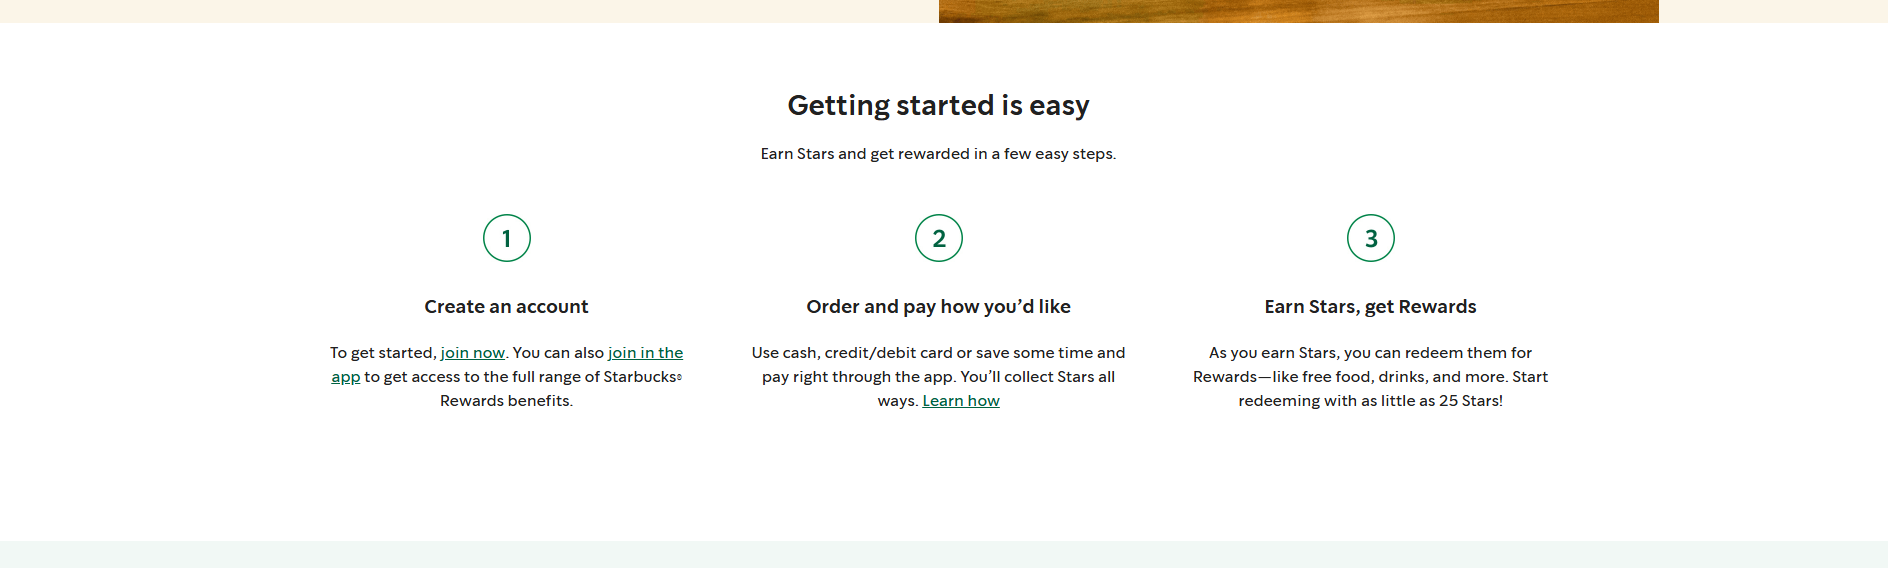 Getting started is easy
Earn Stars and get rewarded in a few easy steps.
1
Create an account
To get started, join now. You can also join in the
app to get access to the full range of Starbucks®
Rewards benefits.
2
Order and pay how you’d like
Use cash, credit/debit card or save some time and
pay right through the app. You’ll collect Stars all
ways. Learn how
3
Earn Stars, get Rewards
As you earn Stars, you can redeem them for
Rewards—like free food, drinks, and more. Start
redeeming with as little as 25 Stars!